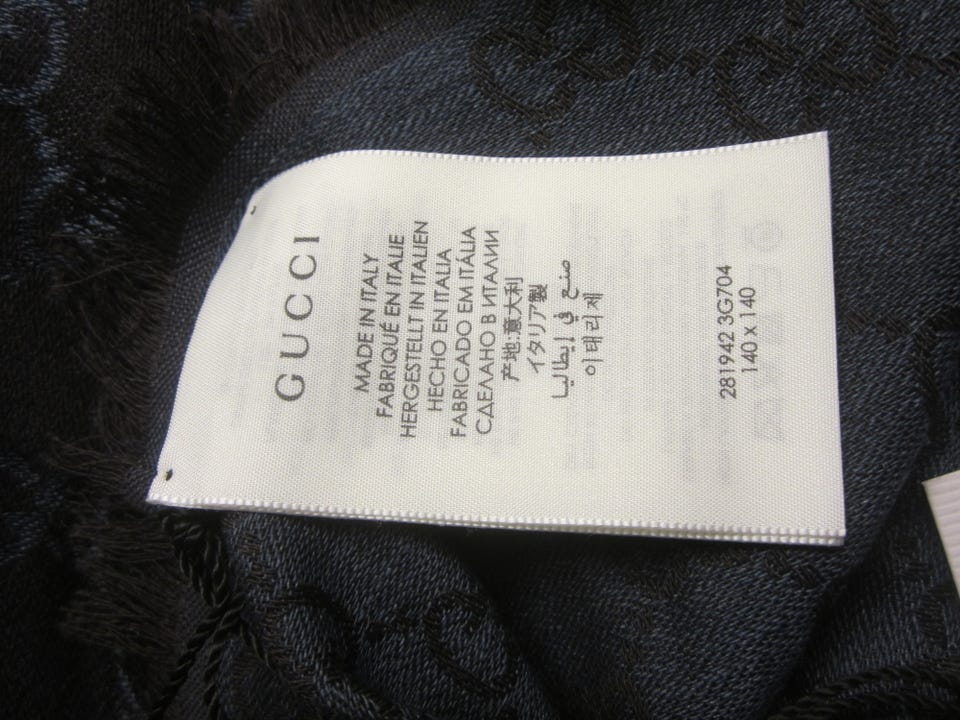 GUCCI
MADE IN ITALY
FABRIQUÉ EN ITALIE
HERGESTELLT IN ITALIEN
HECHO EN ITALIA
FABRICADO EM ITÁLIA
СДЕЛАНО В ИТАЛИИ
产地:意大利
イタリア製
صنع في إيطاليا
이태리제
281942 3G704
140 x 140